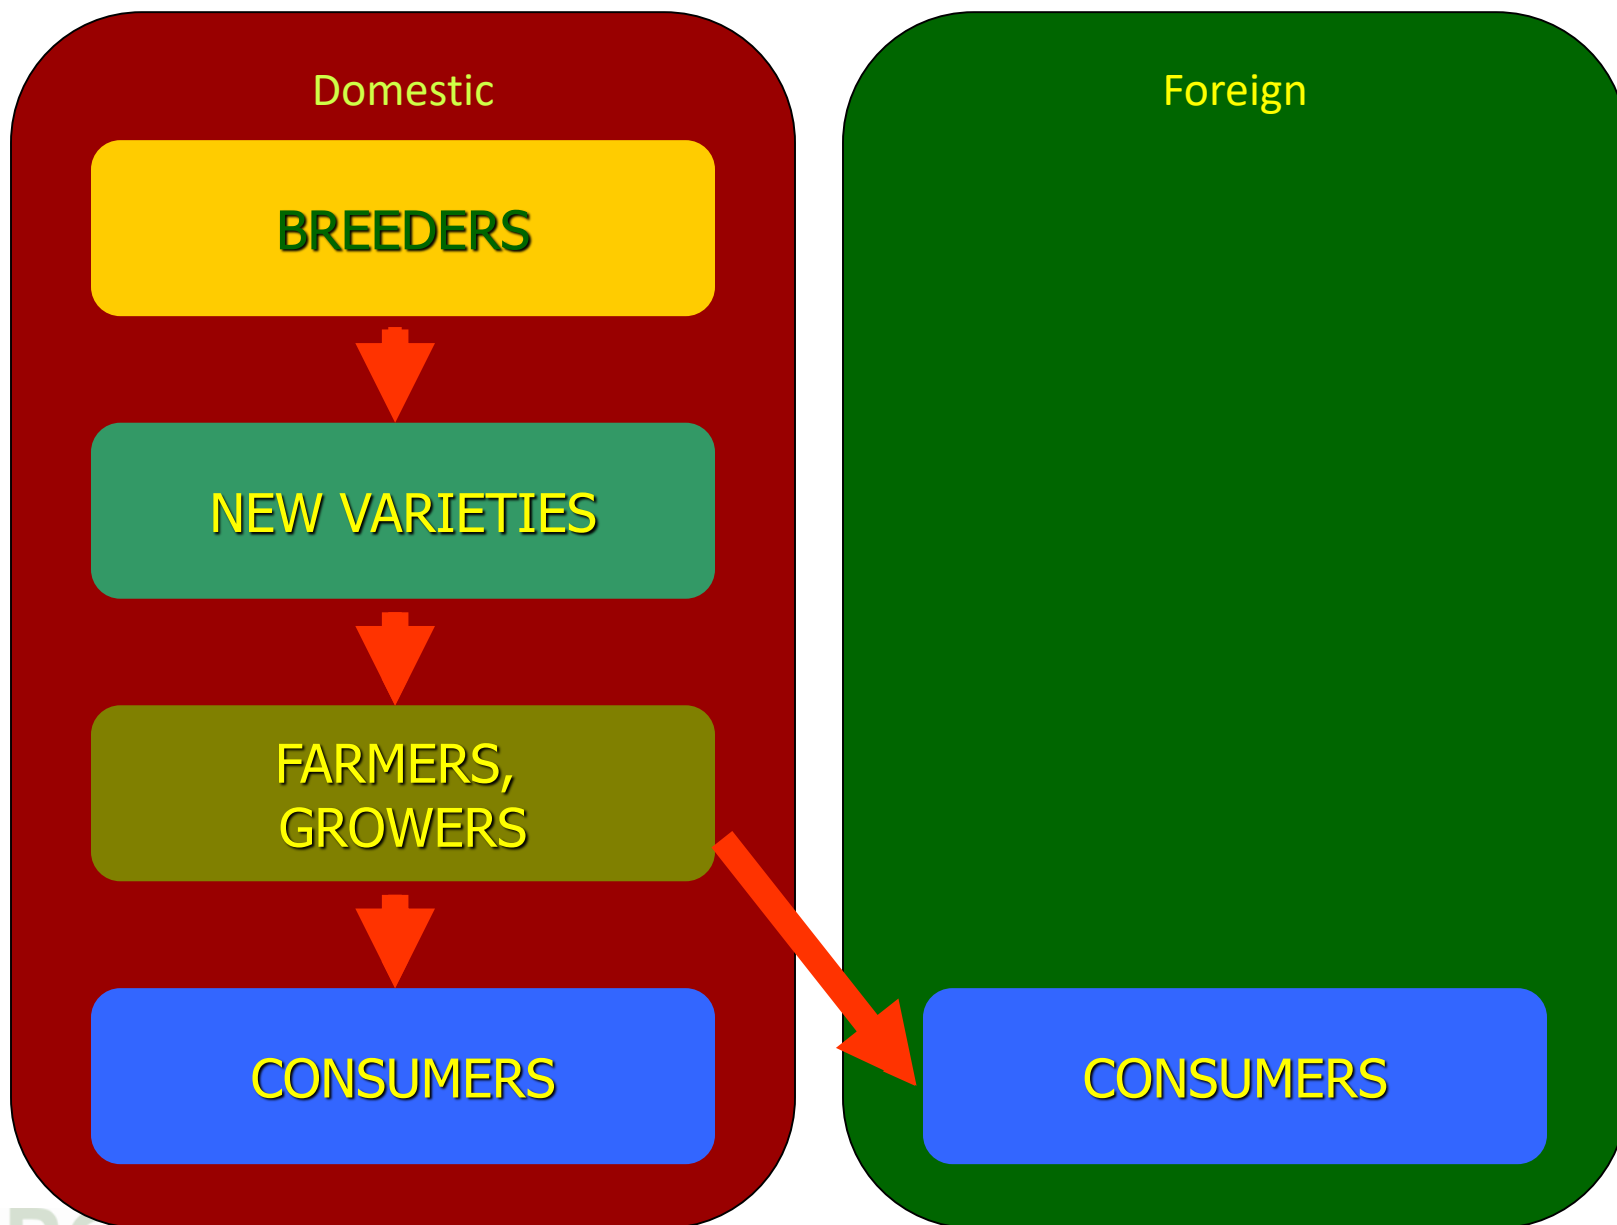 Domestic
BREEDERS
NEW VARIETIES
FARMERS,
GROWERS
CONSUMERS
Foreign
CONSUMERS